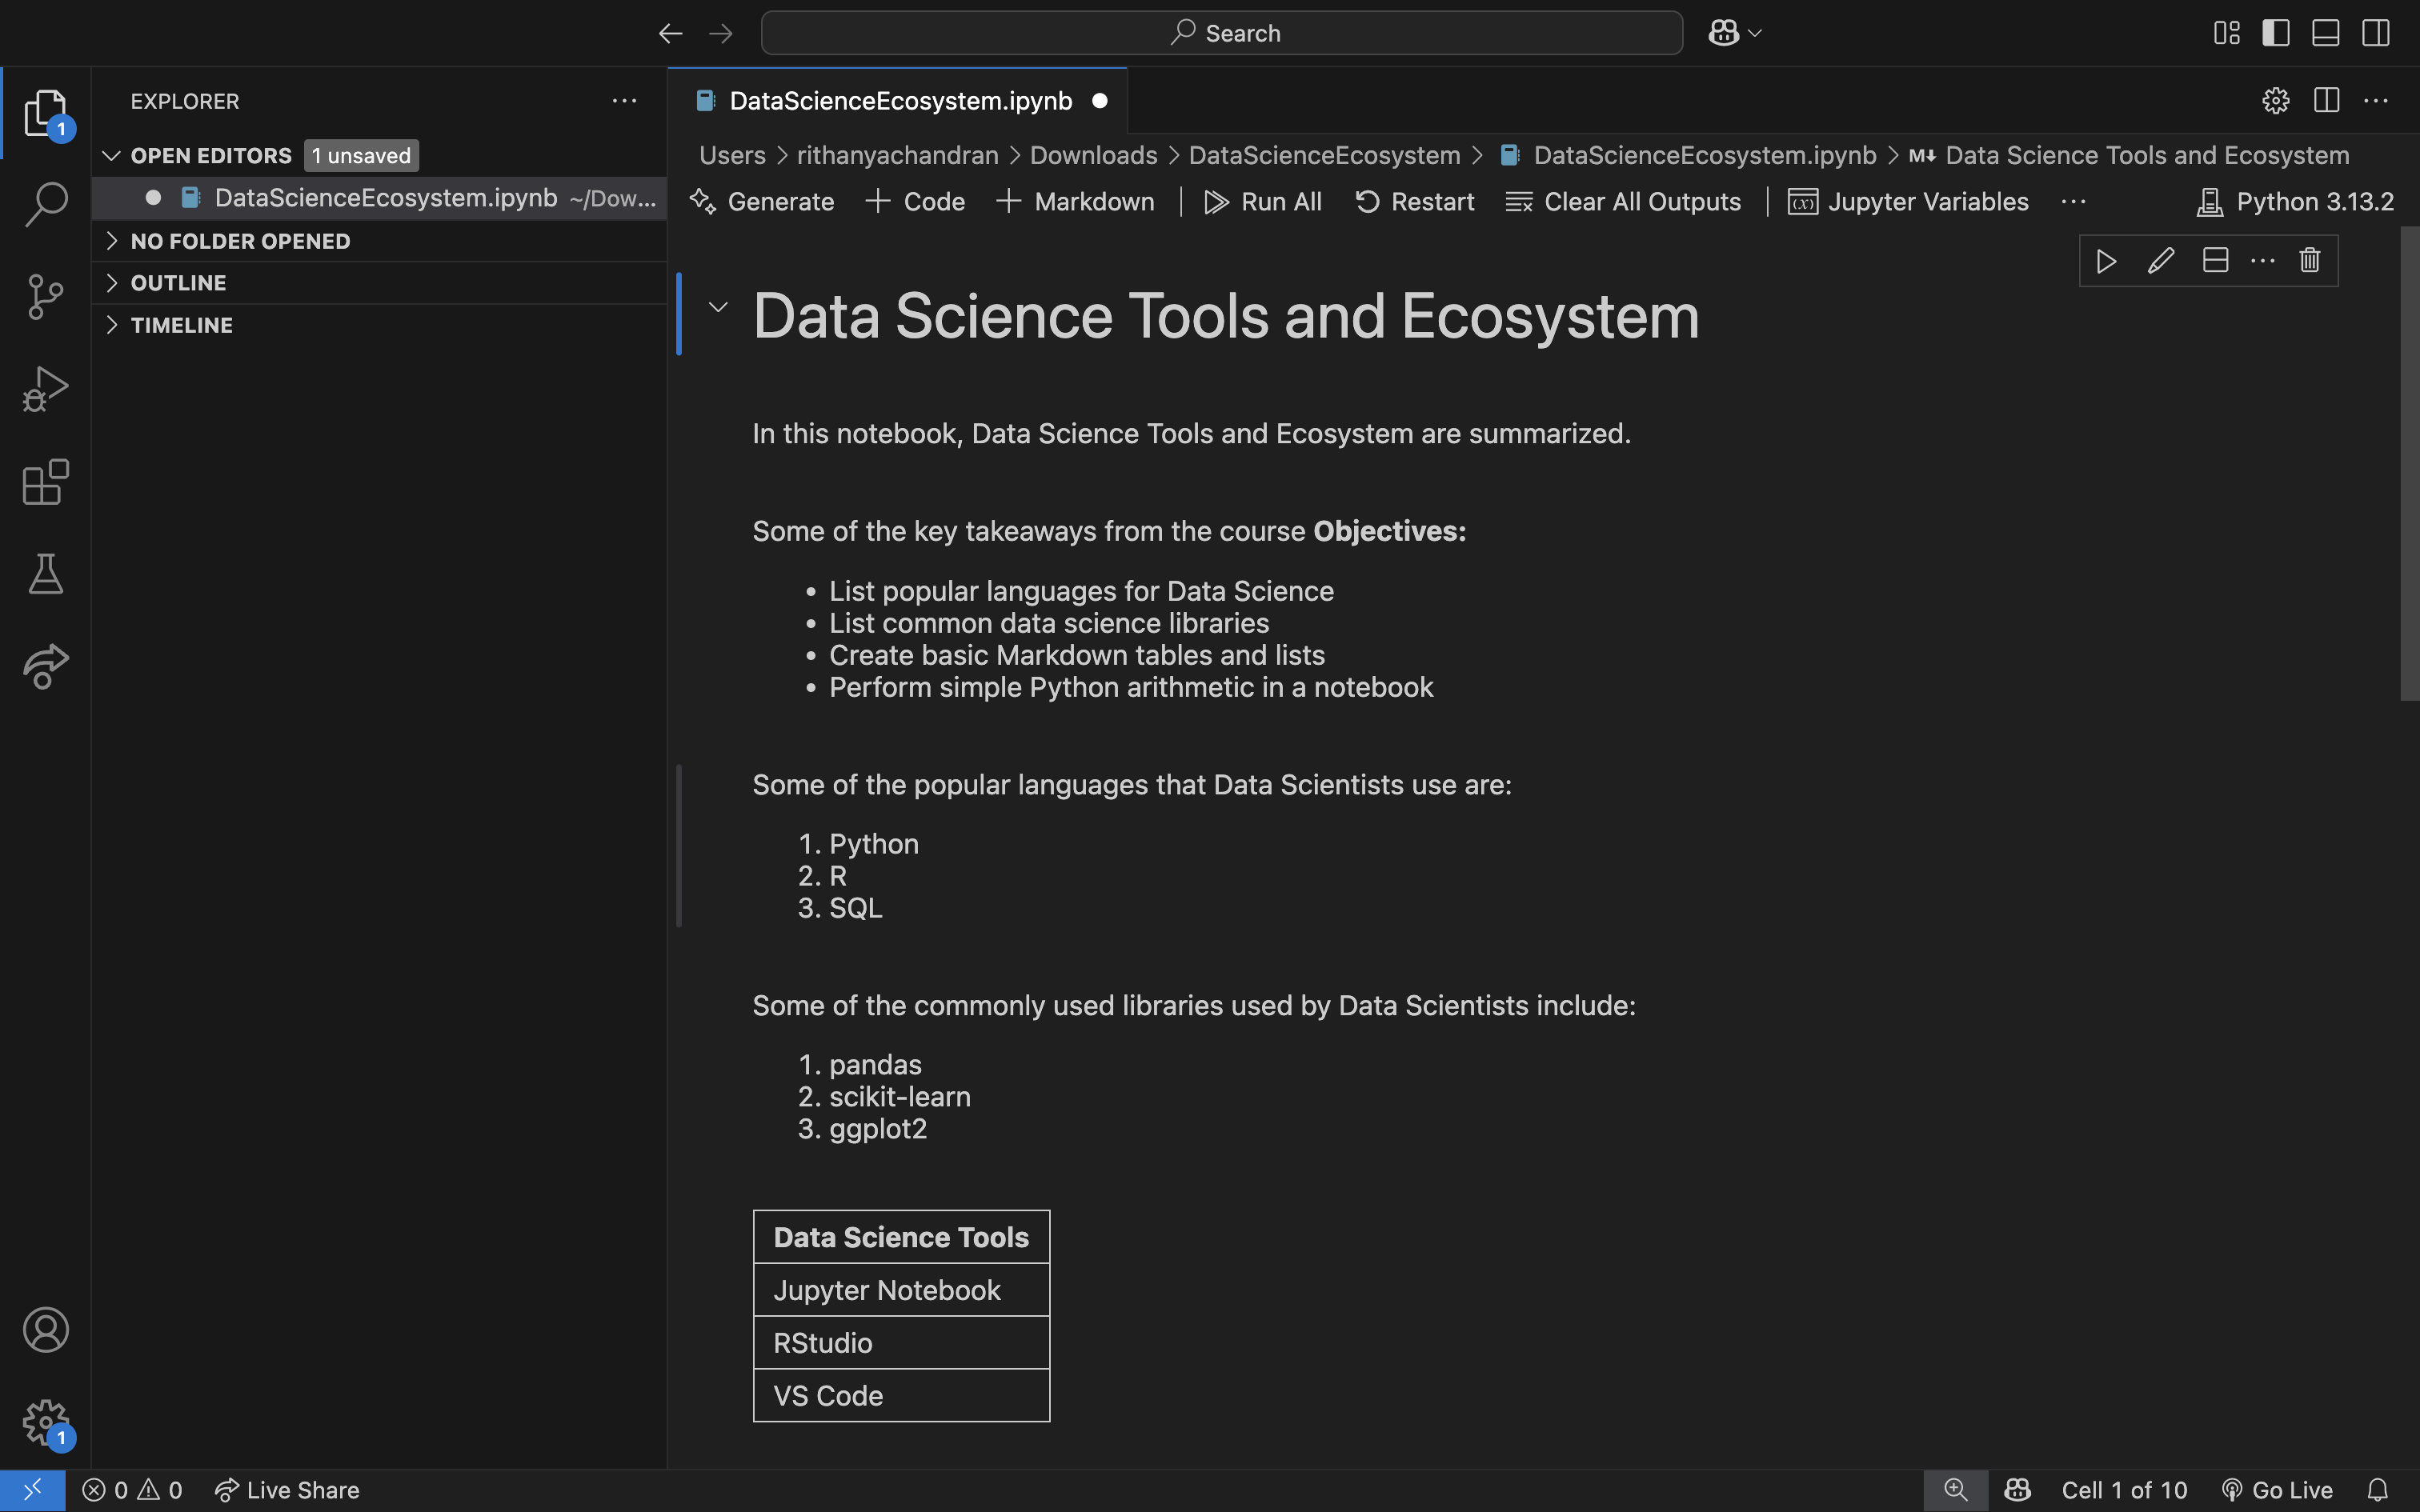 Search
EXPLORER
OPEN EDITORS 1 unsaved
DataScienceEcosystem.ipynb ~/Dow...
NO FOLDER OPENED
OUTLINE
TIMELINE
1
1
DataScienceEcosystem.ipynb
Users > rithanyachandran > Downloads > DataScienceEcosystem > DataScienceEcosystem.ipynb > M↓ Data Science Tools and Ecosystem
Generate + Code + Markdown | Run All Restart Clear All Outputs | (x) Jupyter Variables ... Python 3.13.2
Data Science Tools and Ecosystem
In this notebook, Data Science Tools and Ecosystem are summarized.
Some of the key takeaways from the course Objectives:
• List popular languages for Data Science
• List common data science libraries
• Create basic Markdown tables and lists
• Perform simple Python arithmetic in a notebook
Some of the popular languages that Data Scientists use are:
1. Python
2. R
3. SQL
Some of the commonly used libraries used by Data Scientists include:
1. pandas
2. scikit-learn
3. ggplot2
Data Science Tools
Jupyter Notebook
RStudio
VS Code
0 0 Live Share Cell 1 of 10 Go Live